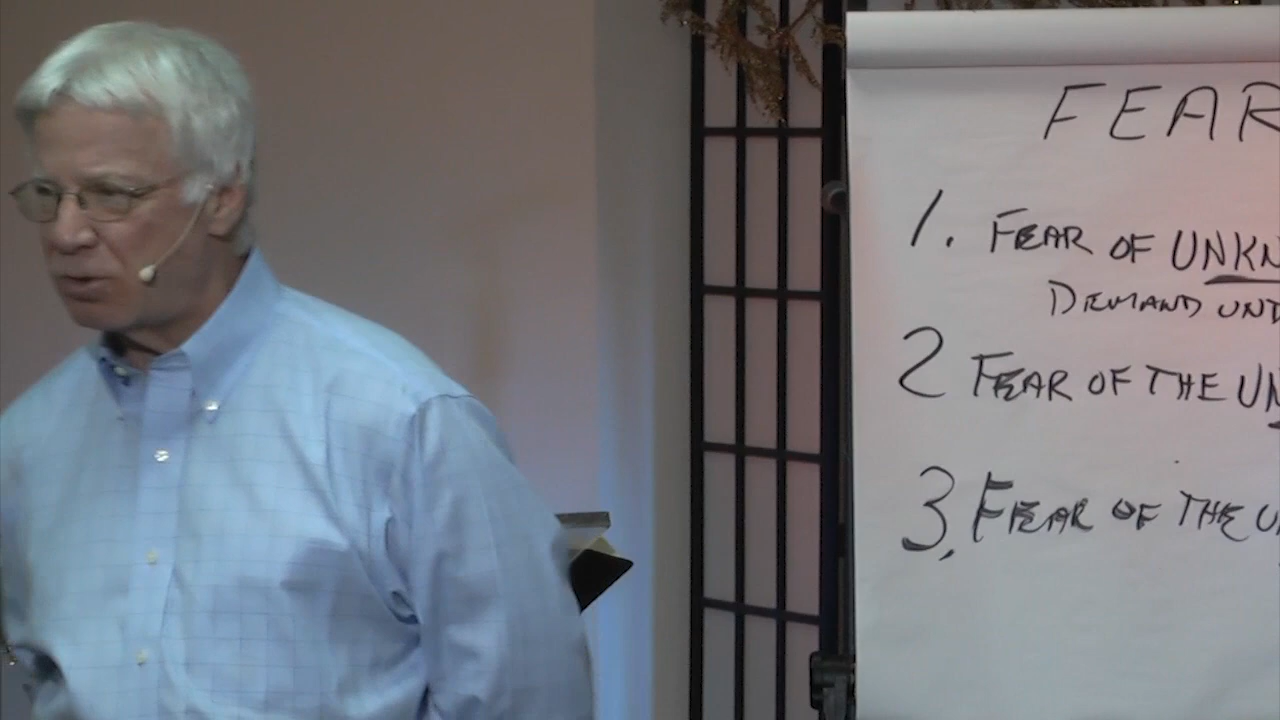 FEAR
1. FEAR OF UNKN
DEMAND UND
2 FEAR OF THE UN
3. FEAR OF THE U